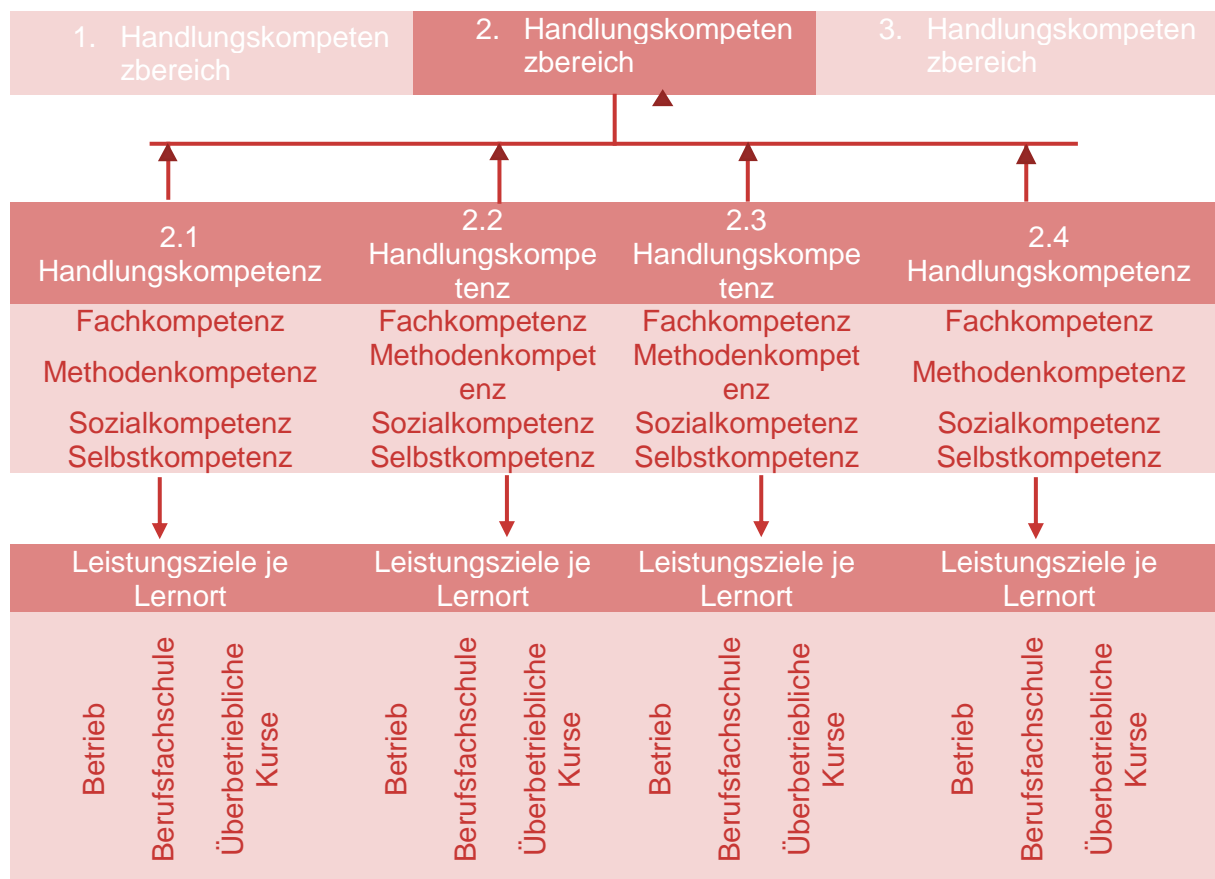 1. Handlungskompeten
zbereich
2. Handlungskompeten
zbereich
3. Handlungskompeten
zbereich
2.1
Handlungskompetenz
2.2
Handlungskompe
tenz
2.3
Handlungskompe
tenz
2.4
Handlungskompetenz
Fachkompetenz
Methodenkompetenz
Sozialkompetenz
Selbstkompetenz
Fachkompetenz
Methodenkompet
enz
Sozialkompetenz
Selbstkompetenz
Fachkompetenz
Methodenkompet
enz
Sozialkompetenz
Selbstkompetenz
Fachkompetenz
Methodenkompetenz
Sozialkompetenz
Selbstkompetenz
Leistungsziele je
Lernort
Leistungsziele je
Lernort
Leistungsziele je
Lernort
Leistungsziele je
Lernort
Betrieb
Berufsfachschule
Überbetriebliche
Kurse
Betrieb
Berufsfachschule
Überbetriebliche
Kurse
Betrieb
Berufsfachschule
Überbetriebliche
Kurse
Betrieb
Berufsfachschule
Überbetriebliche
Kurse